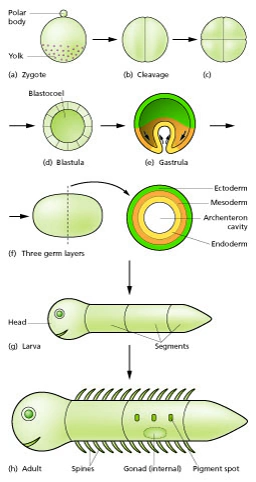 Polar
body
Yolk
(a) Zygote
(b) Cleavage
(c)
Blastocoel
(d) Blastula
(e) Gastrula
Ectoderm
Mesoderm
Archenteron
cavity
Endoderm
(f) Three germ layers
Head
(g) Larva
Segments
(h) Adult
Spines
Gonad (internal)
Pigment spot